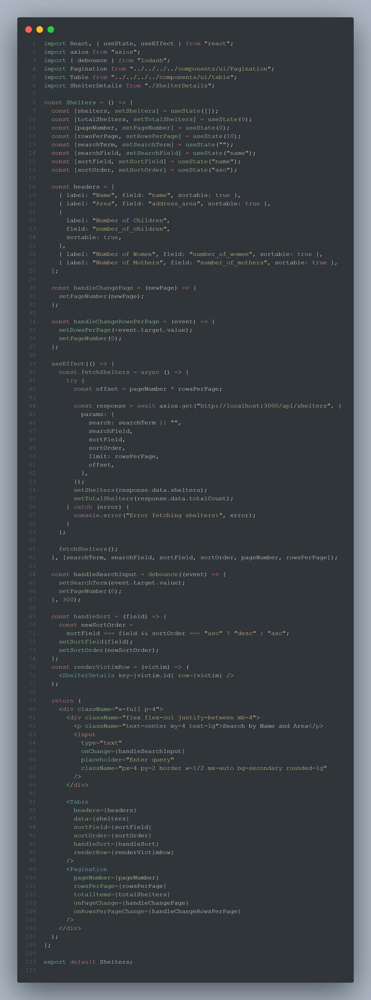 1 import React, { useState, useEffect } from "react";
2 import axios from "axios";
3 import { debounce } from "lodash";
4 import Pagination from "../../../../components/ui/Pagination";
5 import Table from "../../../../components/ui/table";
6 import ShelterDetails from "./ShelterDetails";
7
8 const Shelters = () => {
9   const [shelters, setShelters] = useState([]);
10   const [totalShelters, setTotalShelters] = useState(0);
11   const [pageNumber, setPageNumber] = useState(0);
12   const [rowsPerPage, setRowsPerPage] = useState(10);
13   const [searchTerm, setSearchTerm] = useState("");
14   const [searchField, setSearchField] = useState("name");
15   const [sortField, setSortField] = useState("name");
16   const [sortOrder, setSortOrder] = useState("asc");
17
18   const headers = [
19     { label: "Name", field: "name", sortable: true },
20     { label: "Area", field: "address_area", sortable: true },
21     {
22       label: "Number of Children",
23       field: "number_of_children",
24       sortable: true,
25     },
26     { label: "Number of Women", field: "number_of_women", sortable: true },
27     { label: "Number of Mothers", field: "number_of_mothers", sortable: true },
28   ];
29
30   const handleChangePage = (newPage) => {
31     setPageNumber(newPage);
32   };
33
34   const handleChangeRowsPerPage = (event) => {
35     setRowsPerPage(+event.target.value);
36     setPageNumber(0);
37   };
38
39   useEffect(() => {
40     const fetchShelters = async () => {
41       try {
42         const offset = pageNumber * rowsPerPage;
43
44         const response = await axios.get("http://localhost:3000/api/shelters", {
45           params: {
46             search: searchTerm || "",
47             searchField,
48             sortField,
49             sortOrder,
50             limit: rowsPerPage,
51             offset,
52           },
53         });
54         setShelters(response.data.shelters);
55         setTotalShelters(response.data.totalCount);
56       } catch (error) {
57         console.error("Error fetching shelters:", error);
58       }
59     };
60
61     fetchShelters();
62   }, [searchTerm, searchField, sortField, sortOrder, pageNumber, rowsPerPage]);
63
64   const handleSearchInput = debounce((event) => {
65     setSearchTerm(event.target.value);
66     setPageNumber(0);
67   }, 300);
68
69   const handleSort = (field) => {
70     const newSortOrder =
71       sortField === field && sortOrder === "asc" ? "desc" : "asc";
72     setSortField(field);
73     setSortOrder(newSortOrder);
74   };
75   const renderVictimRow = (victim) => (
76     <ShelterDetails key={victim.id} row={victim} />
77   );
78
79   return (
80     <div className="w-full p-4">
81       <div className="flex flex-col justify-between mb-4">
82         <p className="text-center my-4 text-lg">Search by Name and Area</p>
83         <input
84           type="text"
85           onChange={handleSearchInput}
86           placeholder="Enter query"
87           className="px-4 py-2 border w-1/2 mx-auto bg-secondary rounded-lg"
88         />
89       </div>
90
91       <Table
92         headers={headers}
93         data={shelters}
94         sortField={sortField}
95         sortOrder={sortOrder}
96         handleSort={handleSort}
97         renderRow={renderVictimRow}
98       />
99       <Pagination
100         pageNumber={pageNumber}
101         rowsPerPage={rowsPerPage}
102         totalItems={totalShelters}
103         onPageChange={handleChangePage}
104         onRowsPerPageChange={handleChangeRowsPerPage}
105       />
106     </div>
107   );
108 };
109
110 export default Shelters;
111